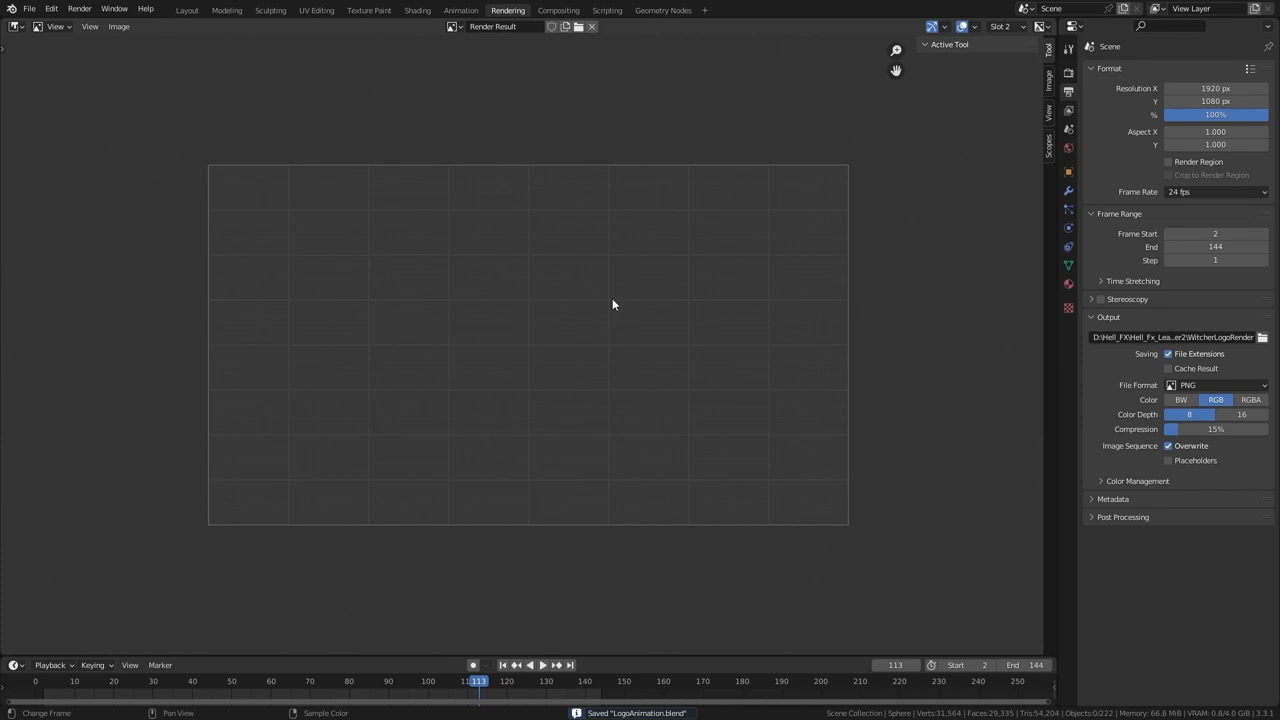 File Edit Render Window Help Layout Modeling Sculpting UV Editing Texture Paint Shading Animation Rendering Compositing Scripting Geometry Nodes + Scene View Layer
View View Image Render Result Slot 2
Active Tool
Tool
Image
View
Scopes
Scene
Format
Resolution X 1920 px
Y 1080 px
% 100%
Aspect X 1.000
Y 1.000
Render Region
Crop to Render Region
Frame Rate 24 fps
Frame Range
Frame Start 2
End 144
Step 1
Time Stretching
Stereoscopy
Output
D:\Hell_FX\Hell_Fx_Lea...er2\WitcherLogoRender
Saving File Extensions
Cache Result
File Format PNG
Color BW RGB RGBA
Color Depth 8 16
Compression 15%
Image Sequence Overwrite
Placeholders
Color Management
Metadata
Post Processing
Playback Keying View Marker 113 Start 2 End 144
0 10 20 30 40 50 60 70 80 90 100 113 120 130 140 150 160 170 180 190 200 210 220 230 240 250
Change Frame Pan View Sample Color Saved "LogoAnimation.blend" Scene Collection | Sphere | Verts:31,564 | Faces:29,335 | Tris:54,204 | Objects:0/222 | Memory: 66.8 MiB | VRAM: 0.8/4.0 GiB | 3.3.1